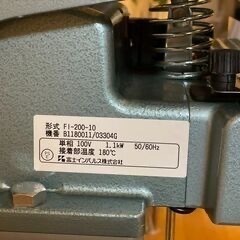 形式 FI-200-10
機番 B1180011/03304G
単相 100V 1.1kW 50/60Hz
接着部温度 180℃
富士インパルス株式会社